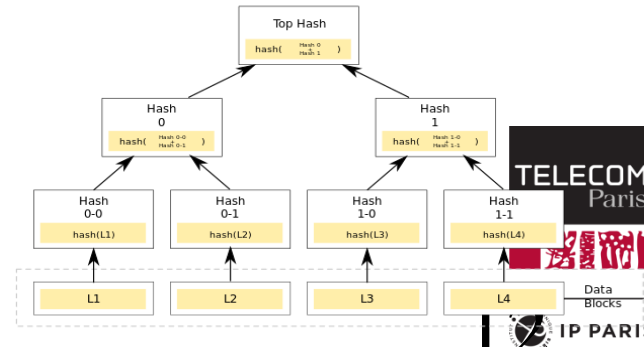 Top Hash
hash( Hash 0 + Hash 1 )
Hash
0
hash( Hash 0-0 + Hash 0-1 )
Hash
1
hash( Hash 1-0 + Hash 1-1 )
Hash
0-0
hash(L1)
Hash
0-1
hash(L2)
Hash
1-0
hash(L3)
Hash
1-1
hash(L4)
TELECOM
Paris
L1
L2
L3
L4
Data
Blocks
IP PARI